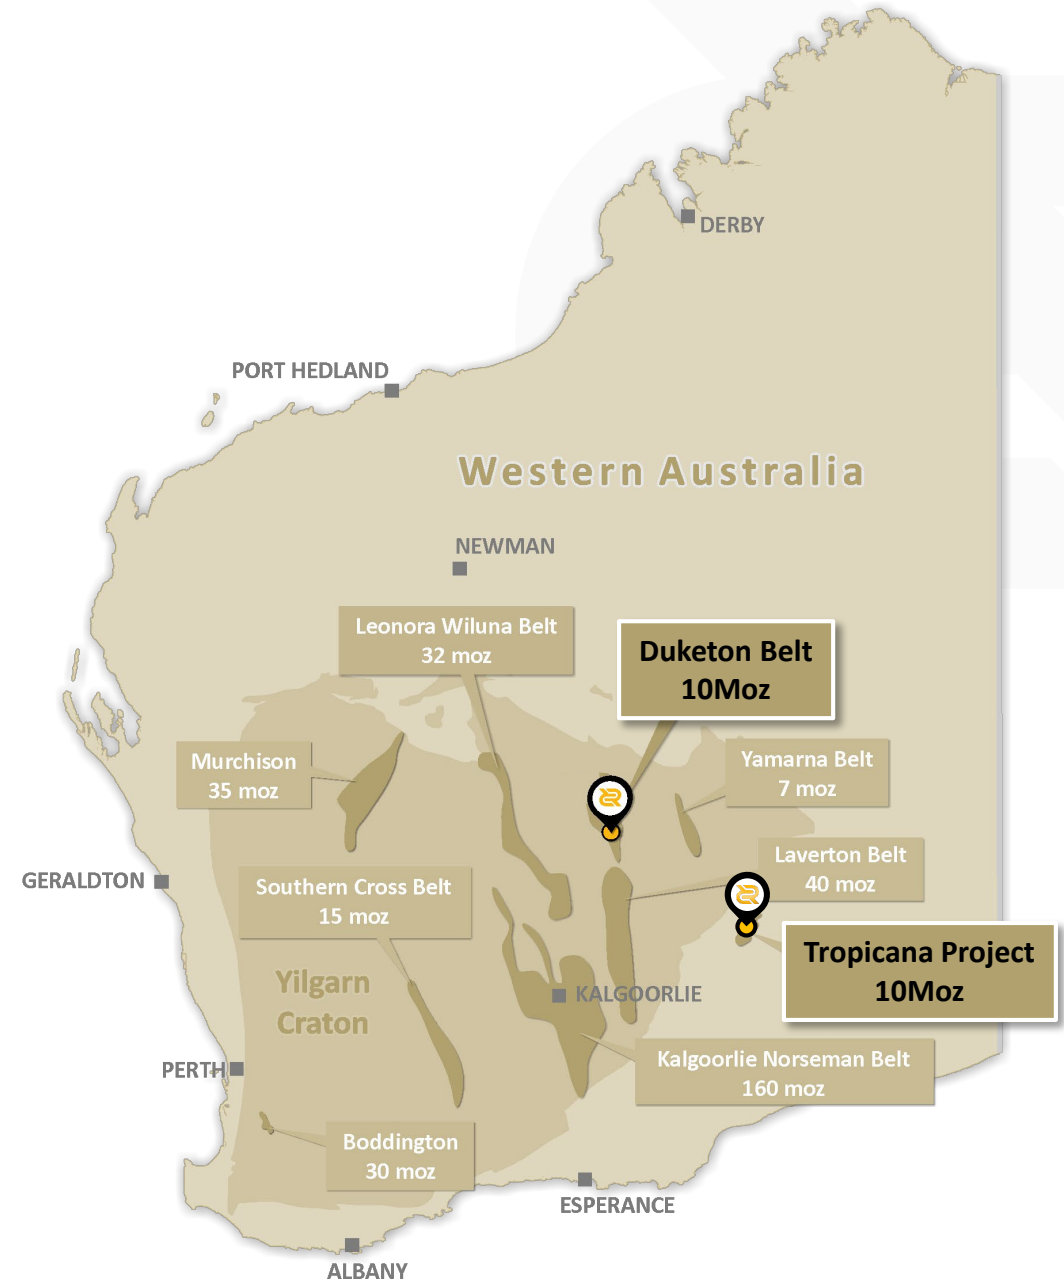 DERBY
PORT HEDLAND
Western Australia
NEWMAN
Leonora Wiluna Belt
32 moz
Duketon Belt
10Moz
Murchison
35 moz
Yamarna Belt
7 moz
Laverton Belt
40 moz
GERALDTON
Southern Cross Belt
15 moz
Tropicana Project
10Moz
Yilgarn
Craton
KALGOORLIE
Kalgoorlie Norseman Belt
160 moz
PERTH
Boddington
30 moz
ESPERANCE
ALBANY